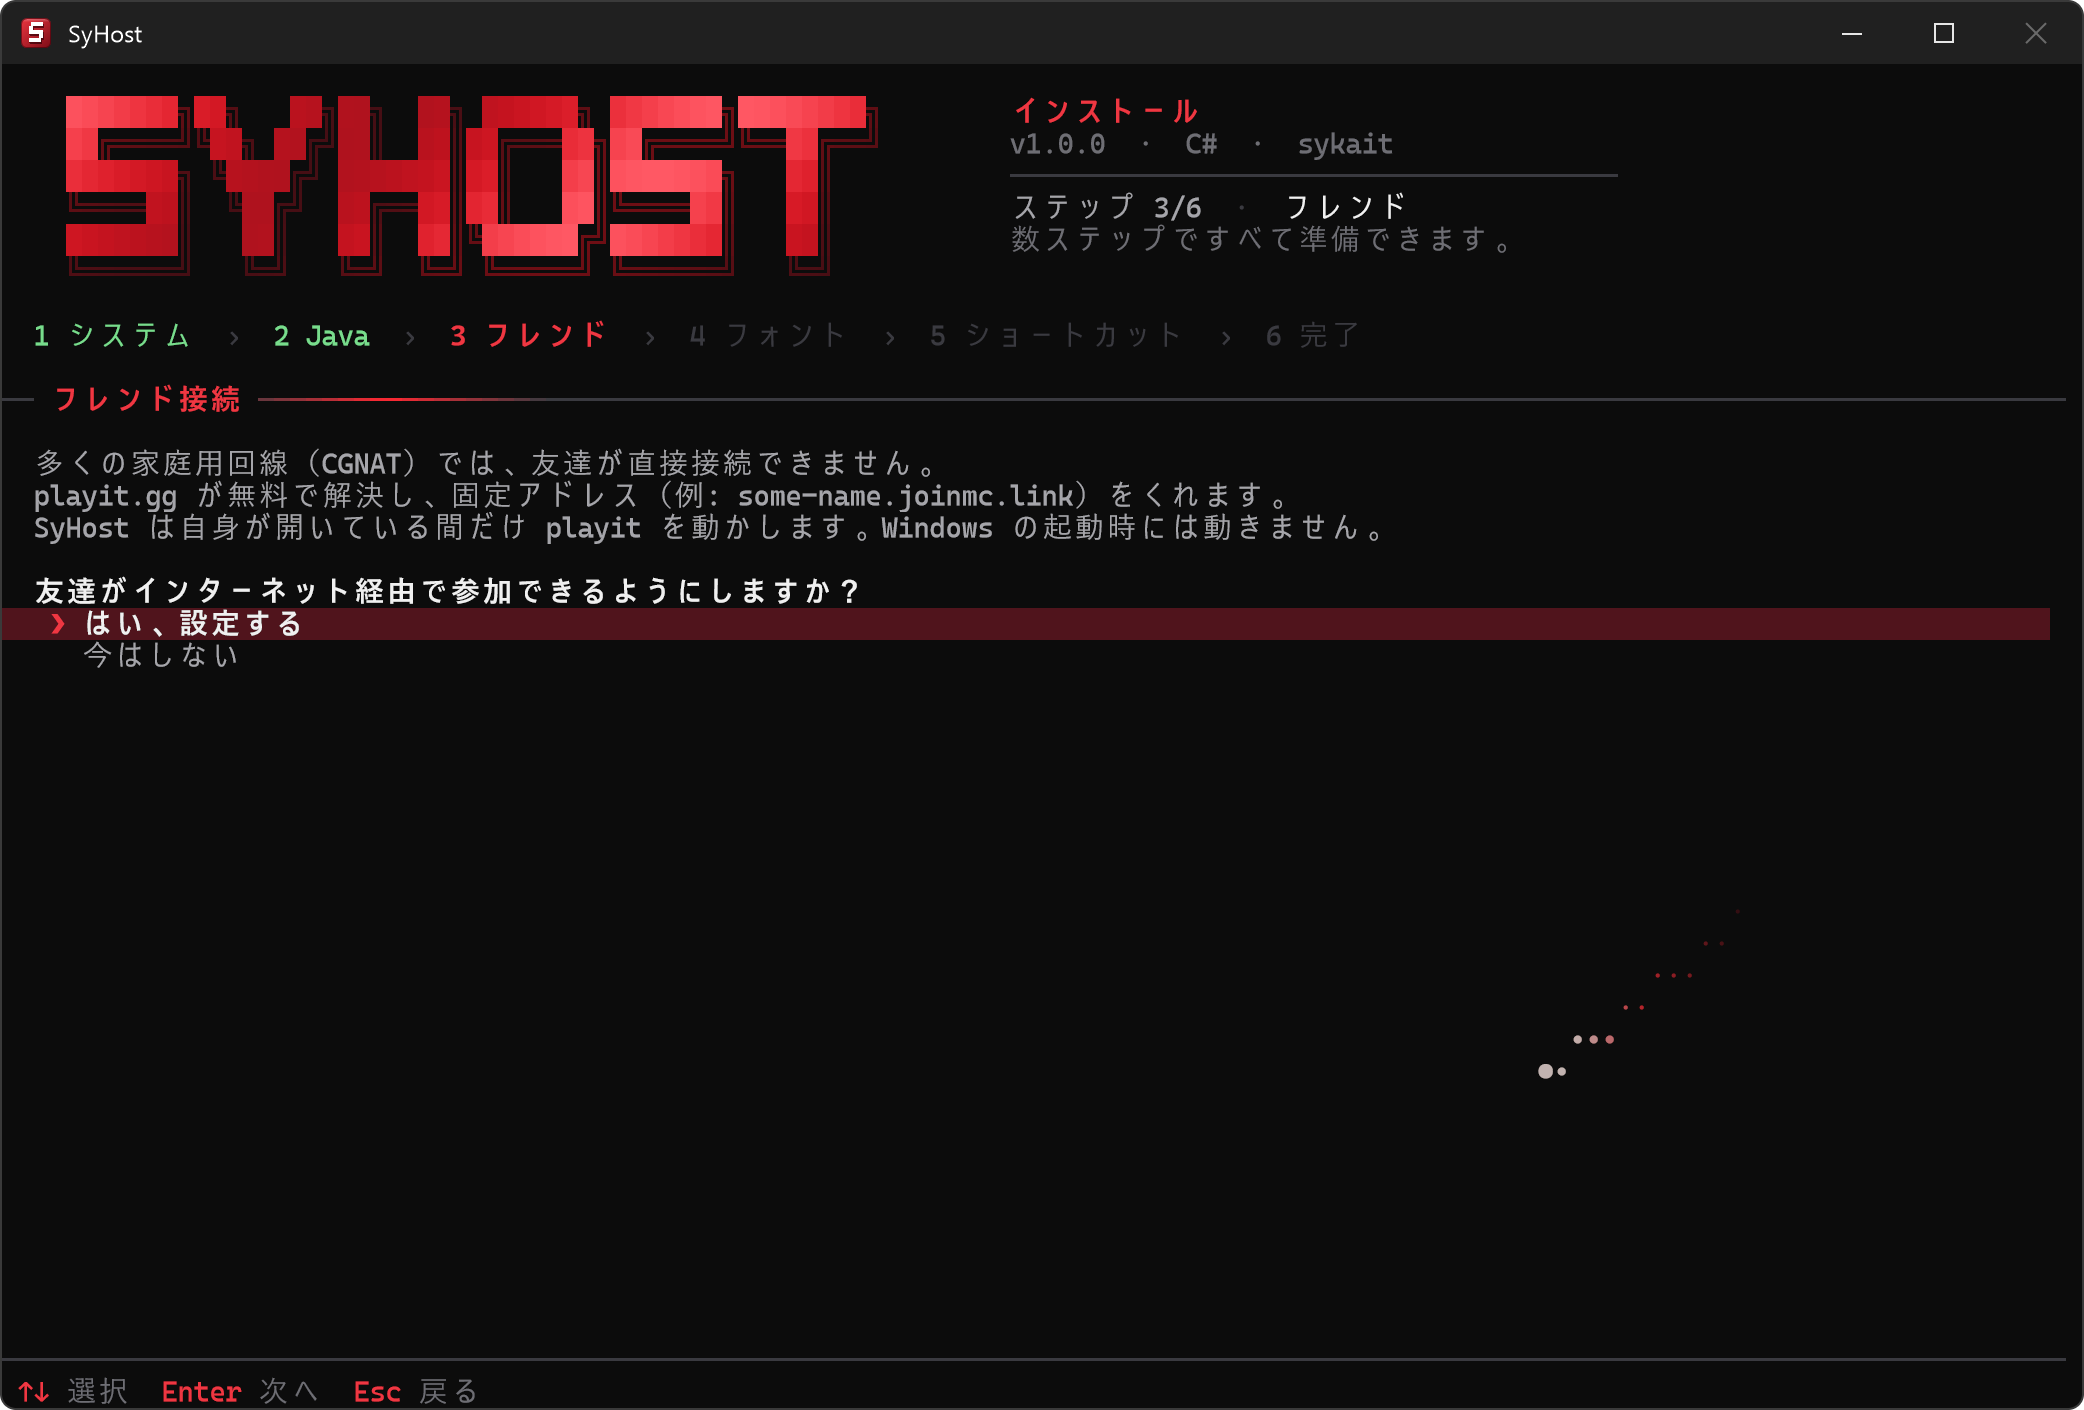 SyHost
SYHOST
インストール
v1.0.0 · C# · sykait
ステップ 3/6 · フレンド
数ステップですべて準備できます。
1 システム › 2 Java › 3 フレンド › 4 フォント › 5 ショートカット › 6 完了
フレンド接続
多くの家庭用回線（CGNAT）では、友達が直接接続できません。
playit.gg が無料で解決し、固定アドレス（例: some-name.joinmc.link）をくれます。
SyHost は自身が開いている間だけ playit を動かします。Windows の起動時には動きません。
友達がインターネット経由で参加できるようにしますか？
❯ はい、設定する
今はしない
↑↓ 選択 Enter 次へ Esc 戻る